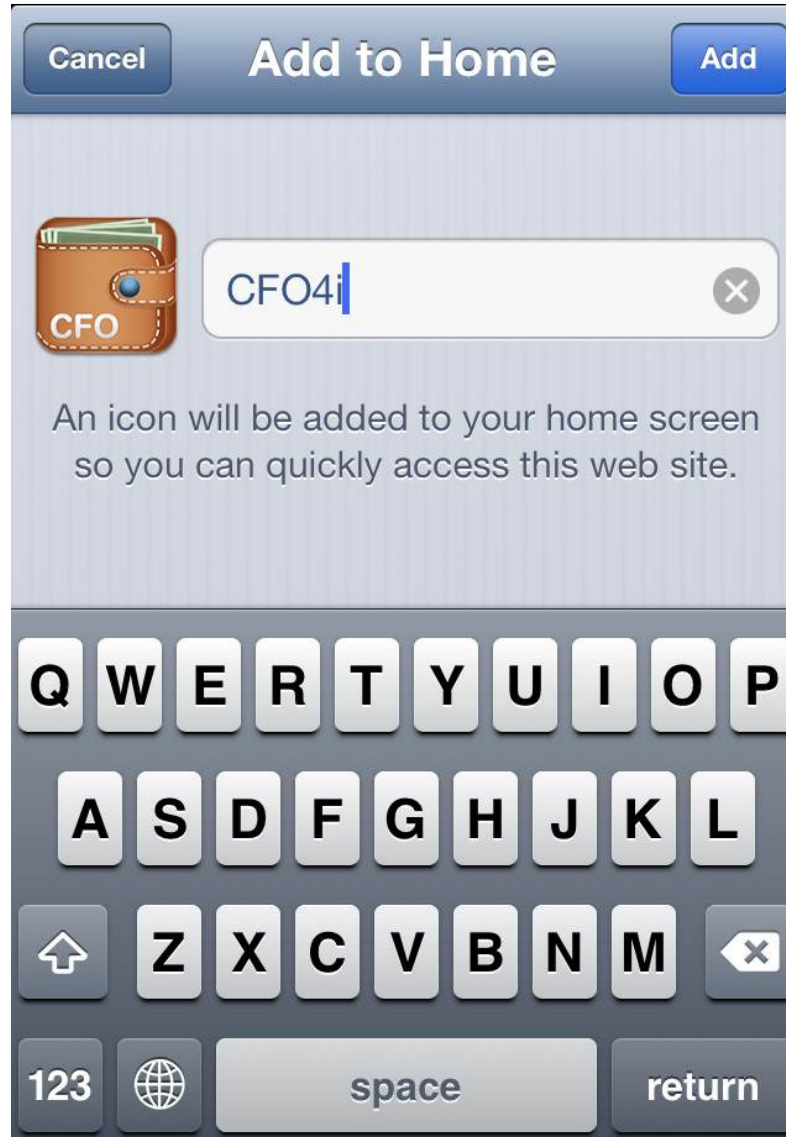 Cancel Add to Home Add
CFO4i
CFO
An icon will be added to your home screen
so you can quickly access this web site.
Q W E R T Y U I O P
A S D F G H J K L
Z X C V B N M
123 space return